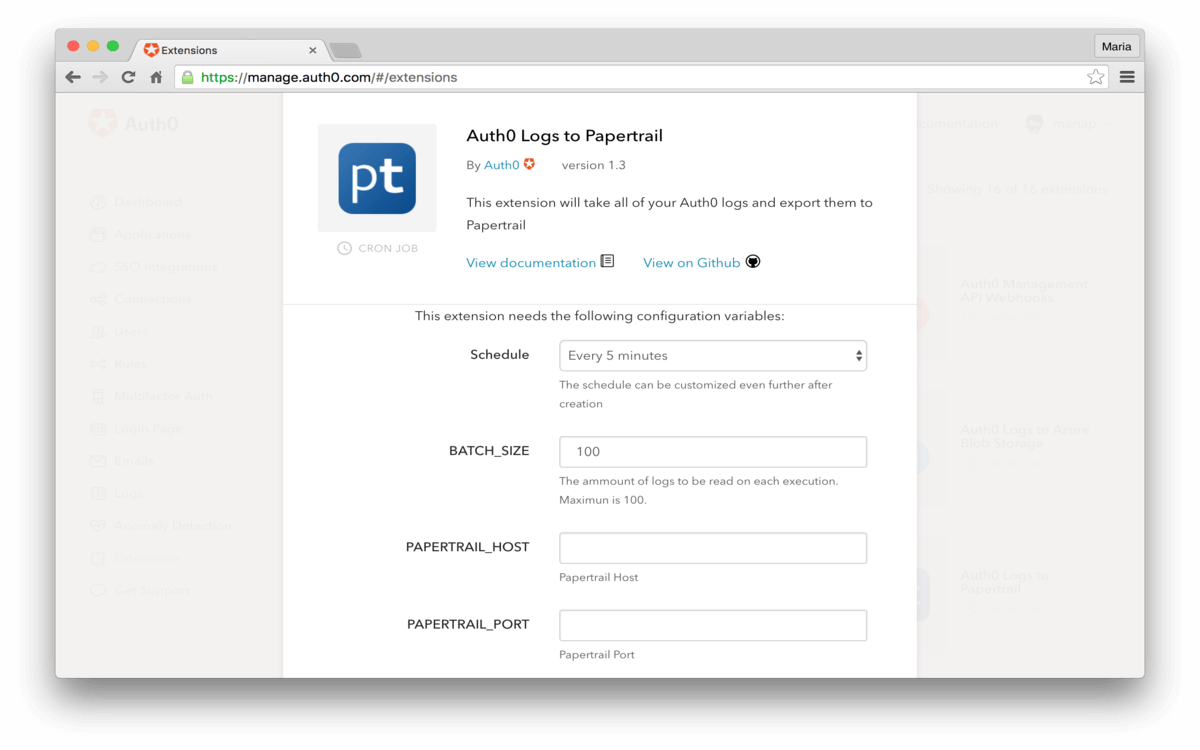 Extensions
Maria
https://manage.auth0.com/#/extensions
Auth0
Documentation
manap
Showing 16 of 16 extensions
Dashboard
Applications
SSO Integrations
Connections
Users
Rules
Multifactor Auth
Login Page
Emails
Logs
Anomaly Detection
Extensions
Get Support
pt
CRON JOB
Auth0 Logs to Papertrail
By Auth0 version 1.3
This extension will take all of your Auth0 logs and export them to
Papertrail
View documentation View on Github
This extension needs the following configuration variables:
Schedule Every 5 minutes
The schedule can be customized even further after
creation
BATCH_SIZE 100
The ammount of logs to be read on each execution.
Maximun is 100.
PAPERTRAIL_HOST
Papertrail Host
PAPERTRAIL_PORT
Papertrail Port
Auth0 Management
API Webhooks
Auth0 Logs to Azure
Blob Storage
Auth0 Logs to
Papertrail